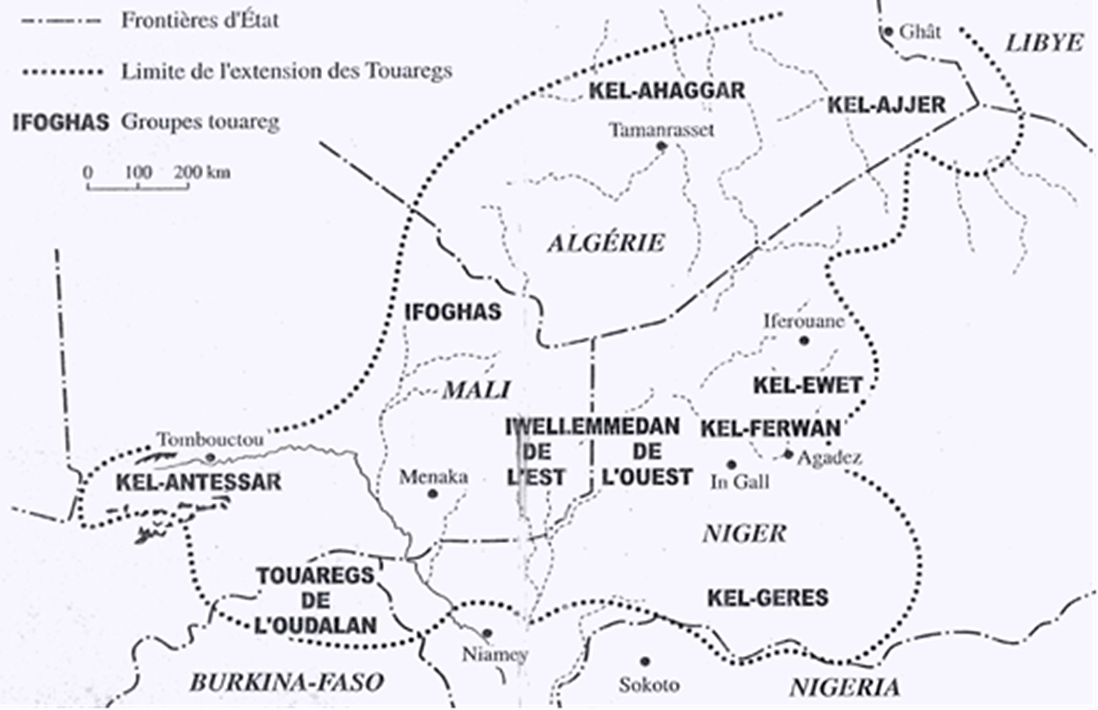 Frontières d'État
Limite de l'extension des Touaregs
IFOGHAS Groupes touareg
0 100 200 km
Ghât
LIBYE
KEL-AHAGGAR
KEL-AJJER
Tamanrasset
ALGÉRIE
IFOGHAS
Iferouane
KEL-EWET
MALI
IWELLEMMEDAN
DE DE
L'EST L'OUEST
KEL-FERWAN
Agadez
In Gall
Tombouctou
KEL-ANTESSAR
Menaka
NIGER
TOUAREGS
DE
L'OUDALAN
KEL-GERES
Niamey
Sokoto
BURKINA-FASO
NIGERIA